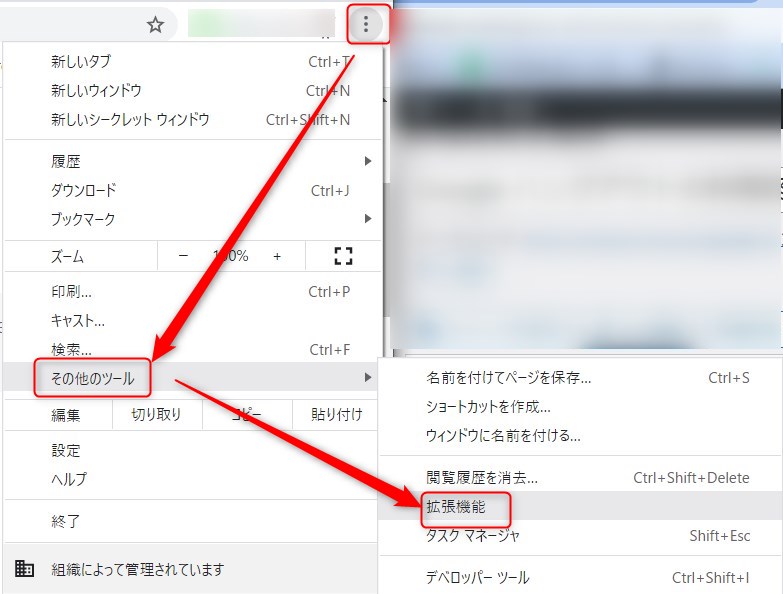 新しいタブ Ctrl+T
新しいウィンドウ Ctrl+N
新しいシークレット ウィンドウ Ctrl+Shift+N
履歴
ダウンロード Ctrl+J
ブックマーク
ズーム − 100% +
印刷... Ctrl+P
キャスト...
検索... Ctrl+F
その他のツール
編集 切り取り コピー 貼り付け
設定
ヘルプ
終了
組織によって管理されています
名前を付けてページを保存... Ctrl+S
ショートカットを作成...
ウィンドウに名前を付ける...
閲覧履歴を消去... Ctrl+Shift+Delete
拡張機能
タスク マネージャ Shift+Esc
デベロッパー ツール Ctrl+Shift+I